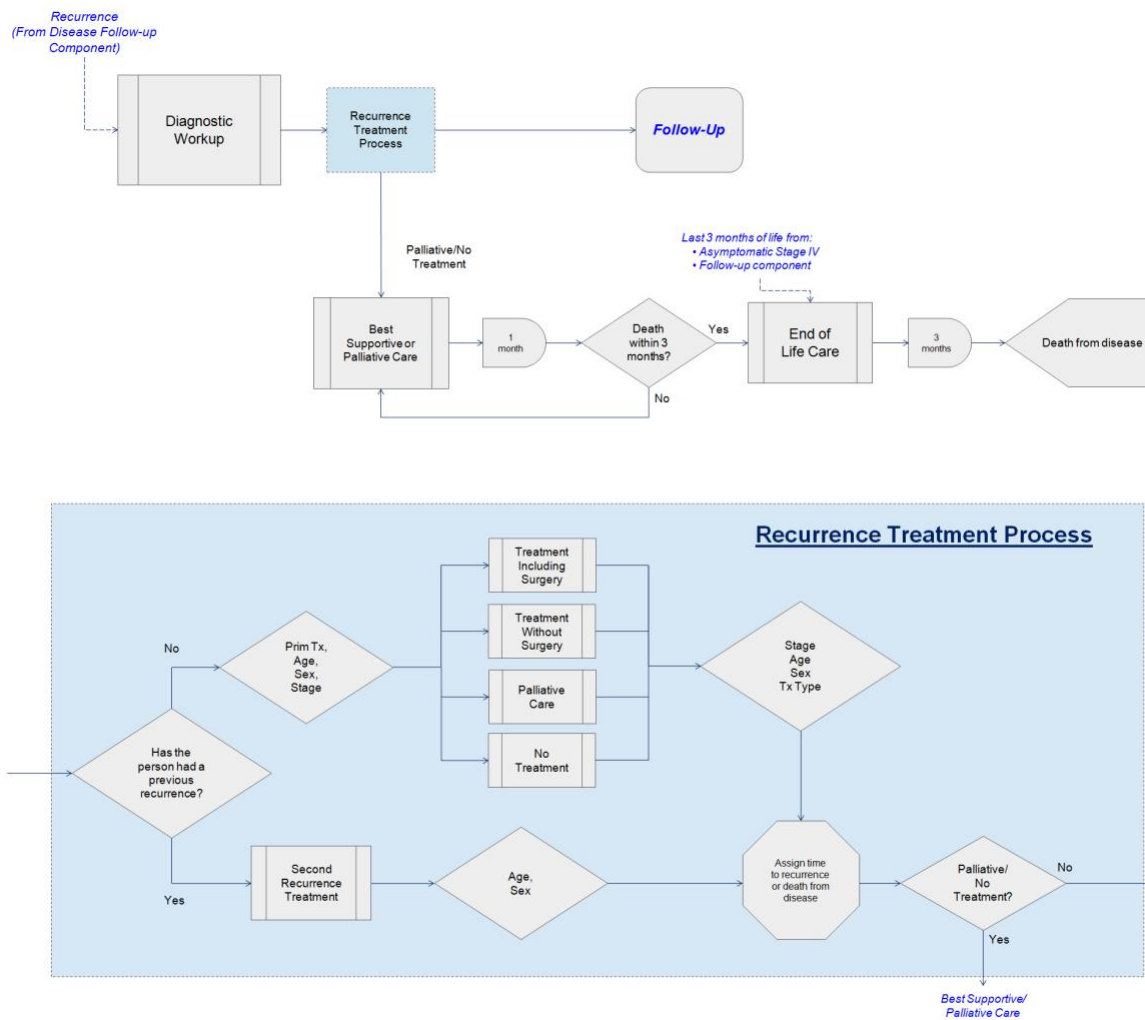 Recurrence
(From Disease Follow-up
Component)
Diagnostic
Workup
Recurrence
Treatment
Process
Follow-Up
Palliative/No
Treatment
Last 3 months of life from:
• Asymptomatic Stage IV
• Follow-up component
Best
Supportive or
Palliative Care
1
month
Death
within 3
months?
Yes
No
End of
Life Care
3
months
Death from disease
Recurrence Treatment Process
Treatment
Including
Surgery
Treatment
Without
Surgery
Palliative
Care
No
Treatment
No
Prim Tx,
Age,
Sex,
Stage
Stage
Age
Sex
Tx Type
Has the
person had a
previous
recurrence?
Yes
Second
Recurrence
Treatment
Age,
Sex
Assign time
to recurrence
or death from
disease
Palliative/
No
Treatment?
No
Yes
Best Supportive/
Palliative Care